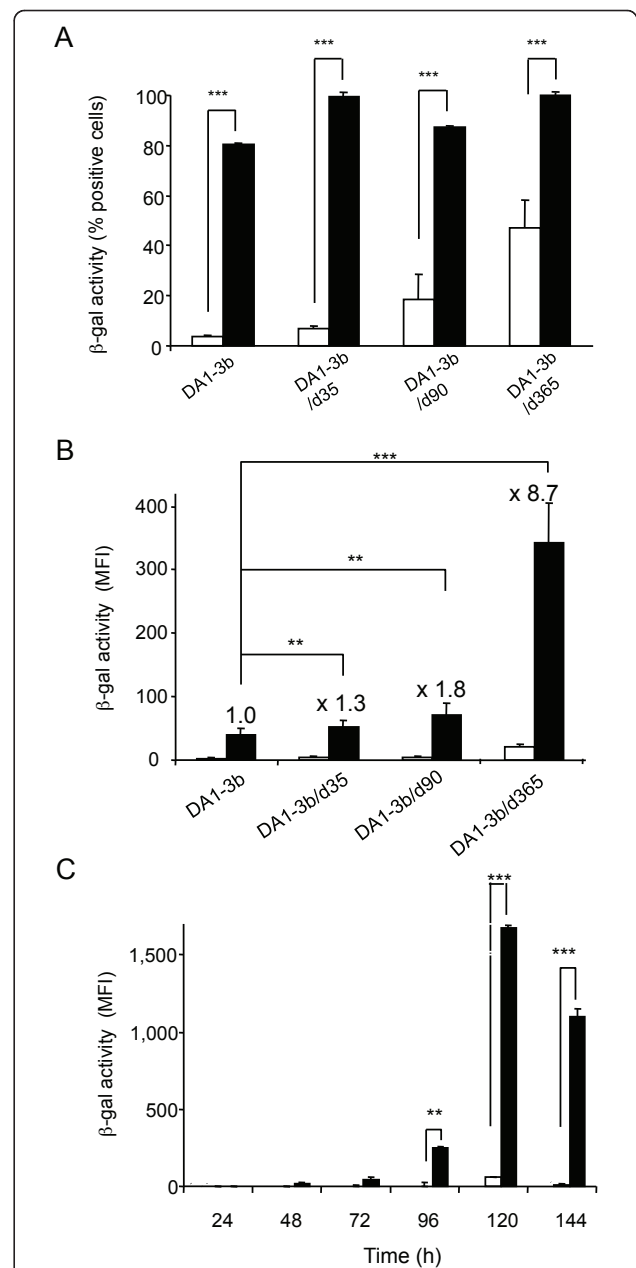 A
***
***
***
***
β-gal activity (% positive cells)
100
80
60
40
20
0
DA1-3b
DA1-3b
/d35
DA1-3b
/d90
DA1-3b
/d365
B
***
**
**
β-gal activity (MFI)
400
300
200
100
0
1.0
x 1.3
x 1.8
x 8.7
DA1-3b
DA1-3b/d35
DA1-3b/d90
DA1-3b/d365
C
***
***
**
β-gal activity (MFI)
1,500
1,000
500
0
24 48 72 96 120 144
Time (h)